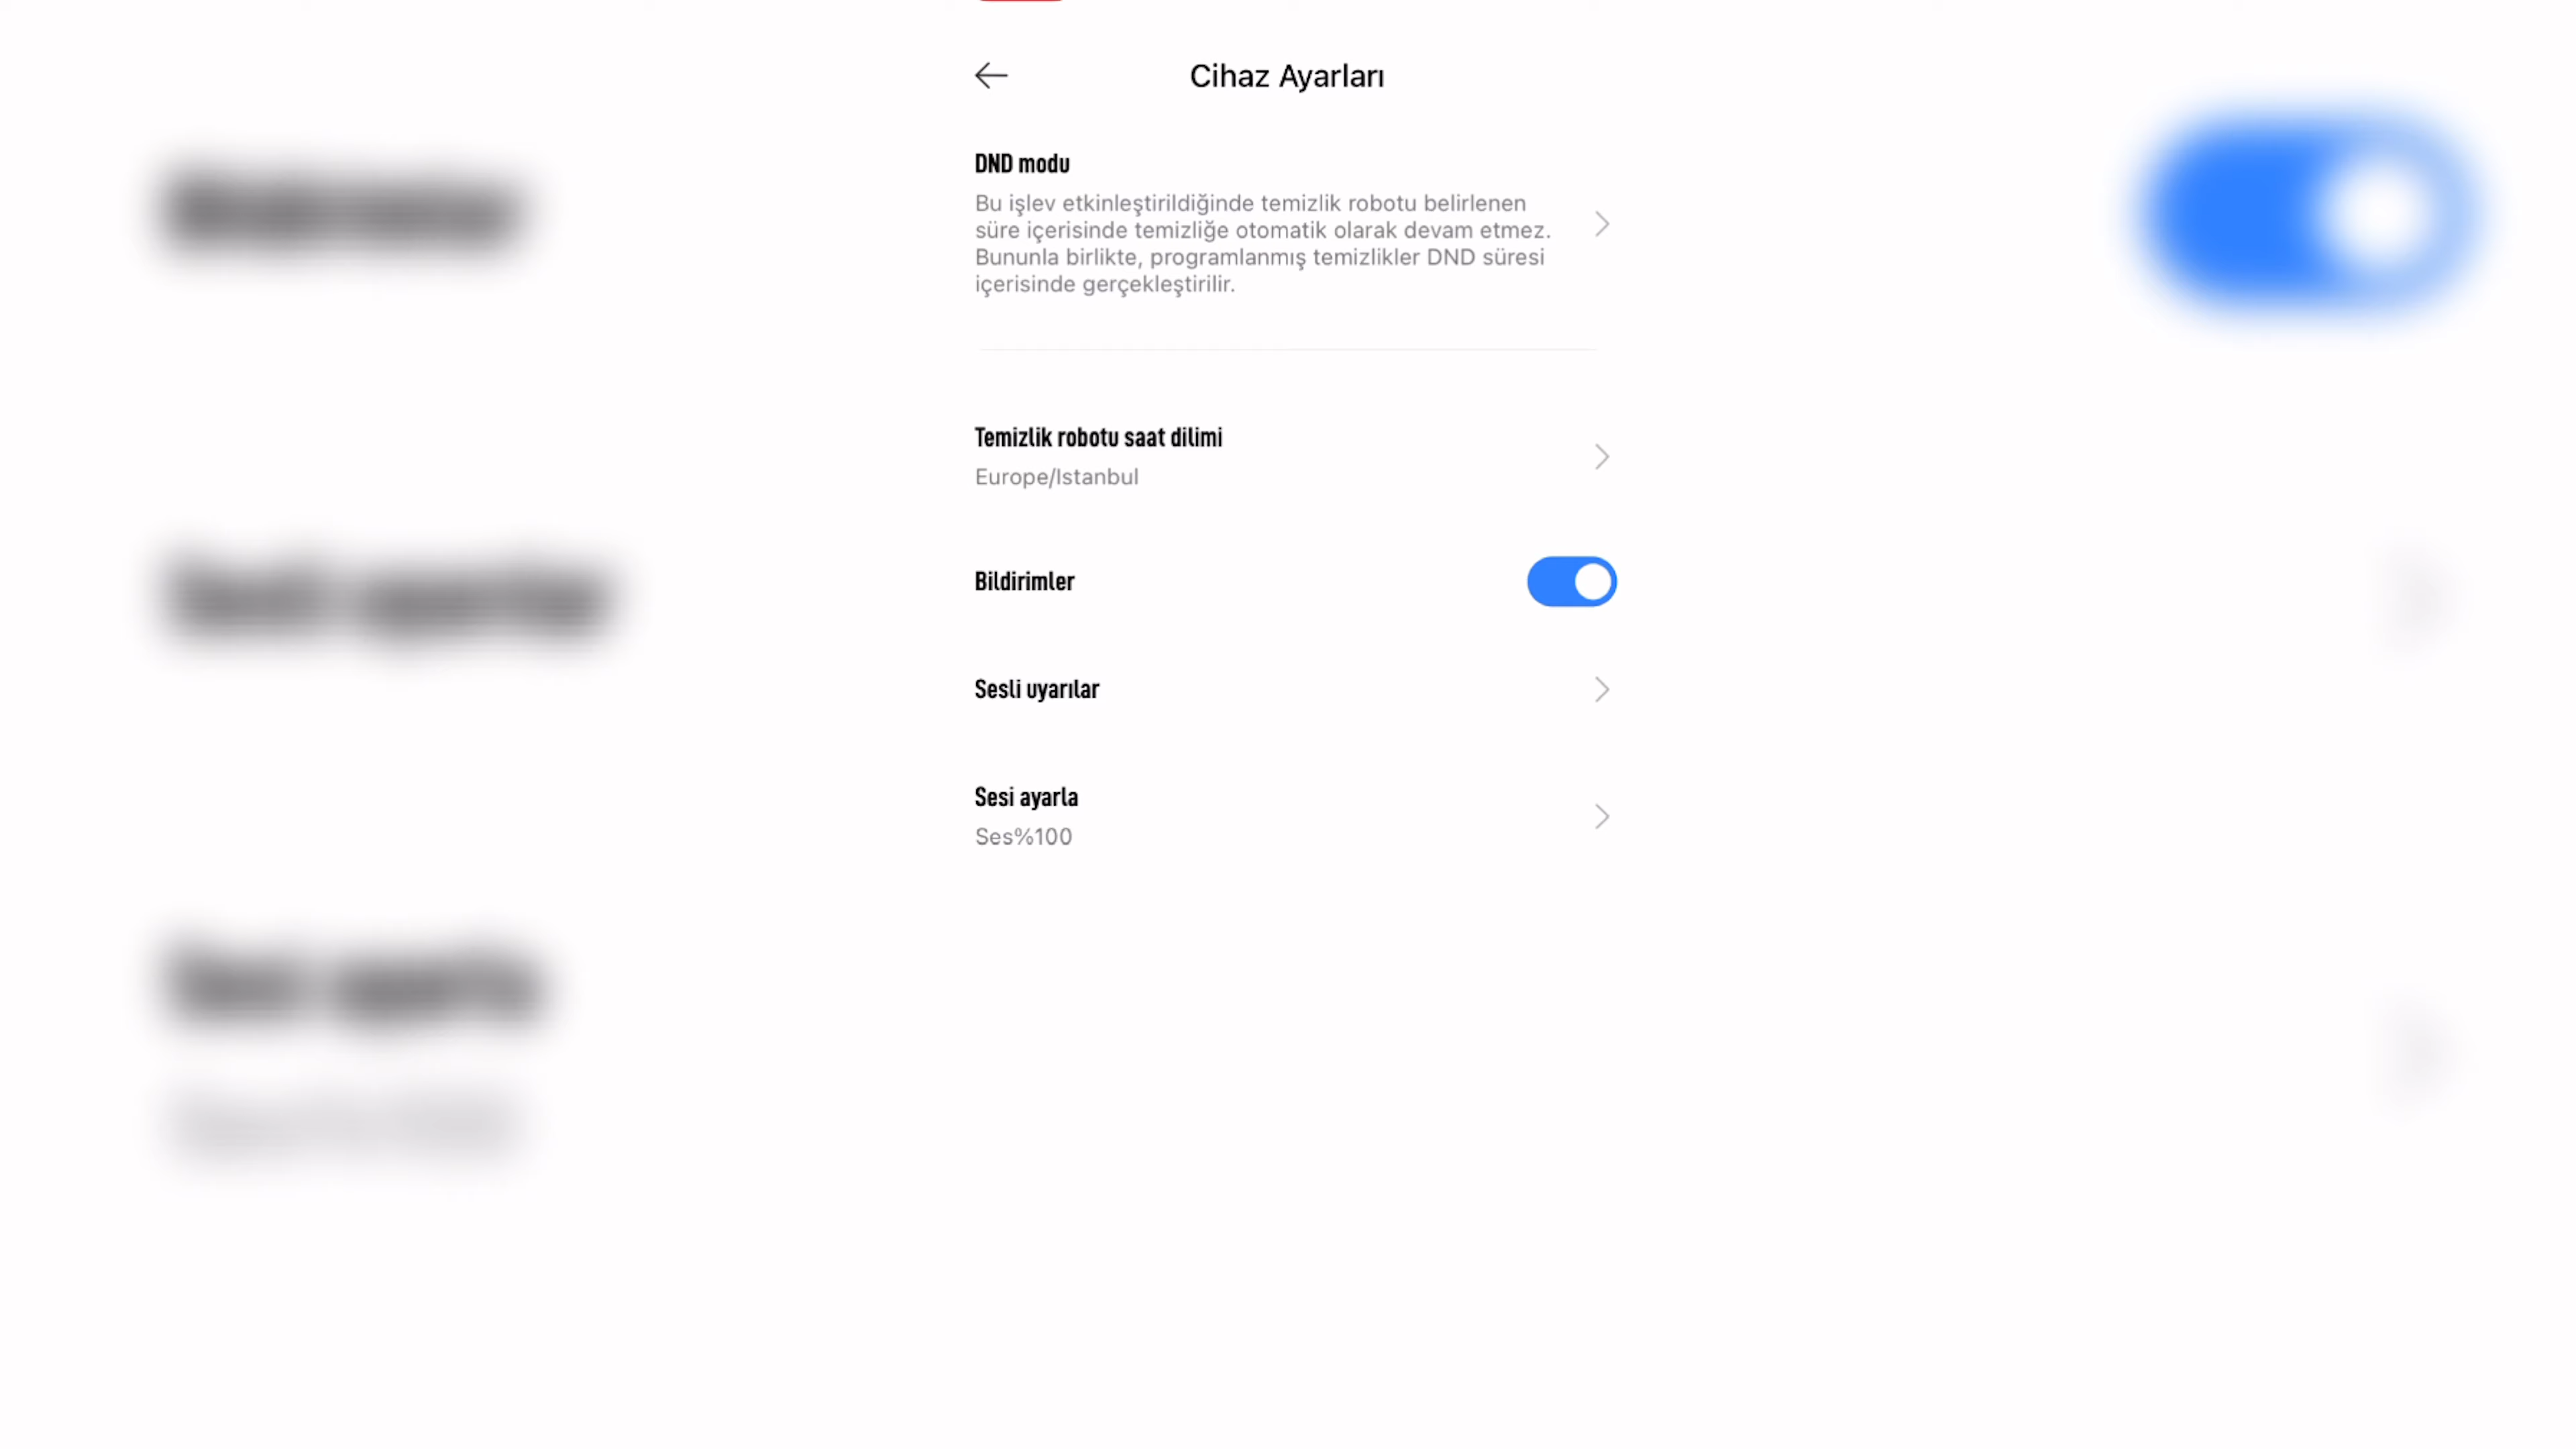 Cihaz Ayarları
DND modu
Bu işlev etkinleştirildiğinde temizlik robotu belirlenen
süre içerisinde temizliğe otomatik olarak devam etmez.
Bununla birlikte, programlanmış temizlikler DND süresi
içerisinde gerçekleştirilir.
Temizlik robotu saat dilimi
Europe/Istanbul
Bildirimler
Sesli uyarılar
Sesi ayarla
Ses%100